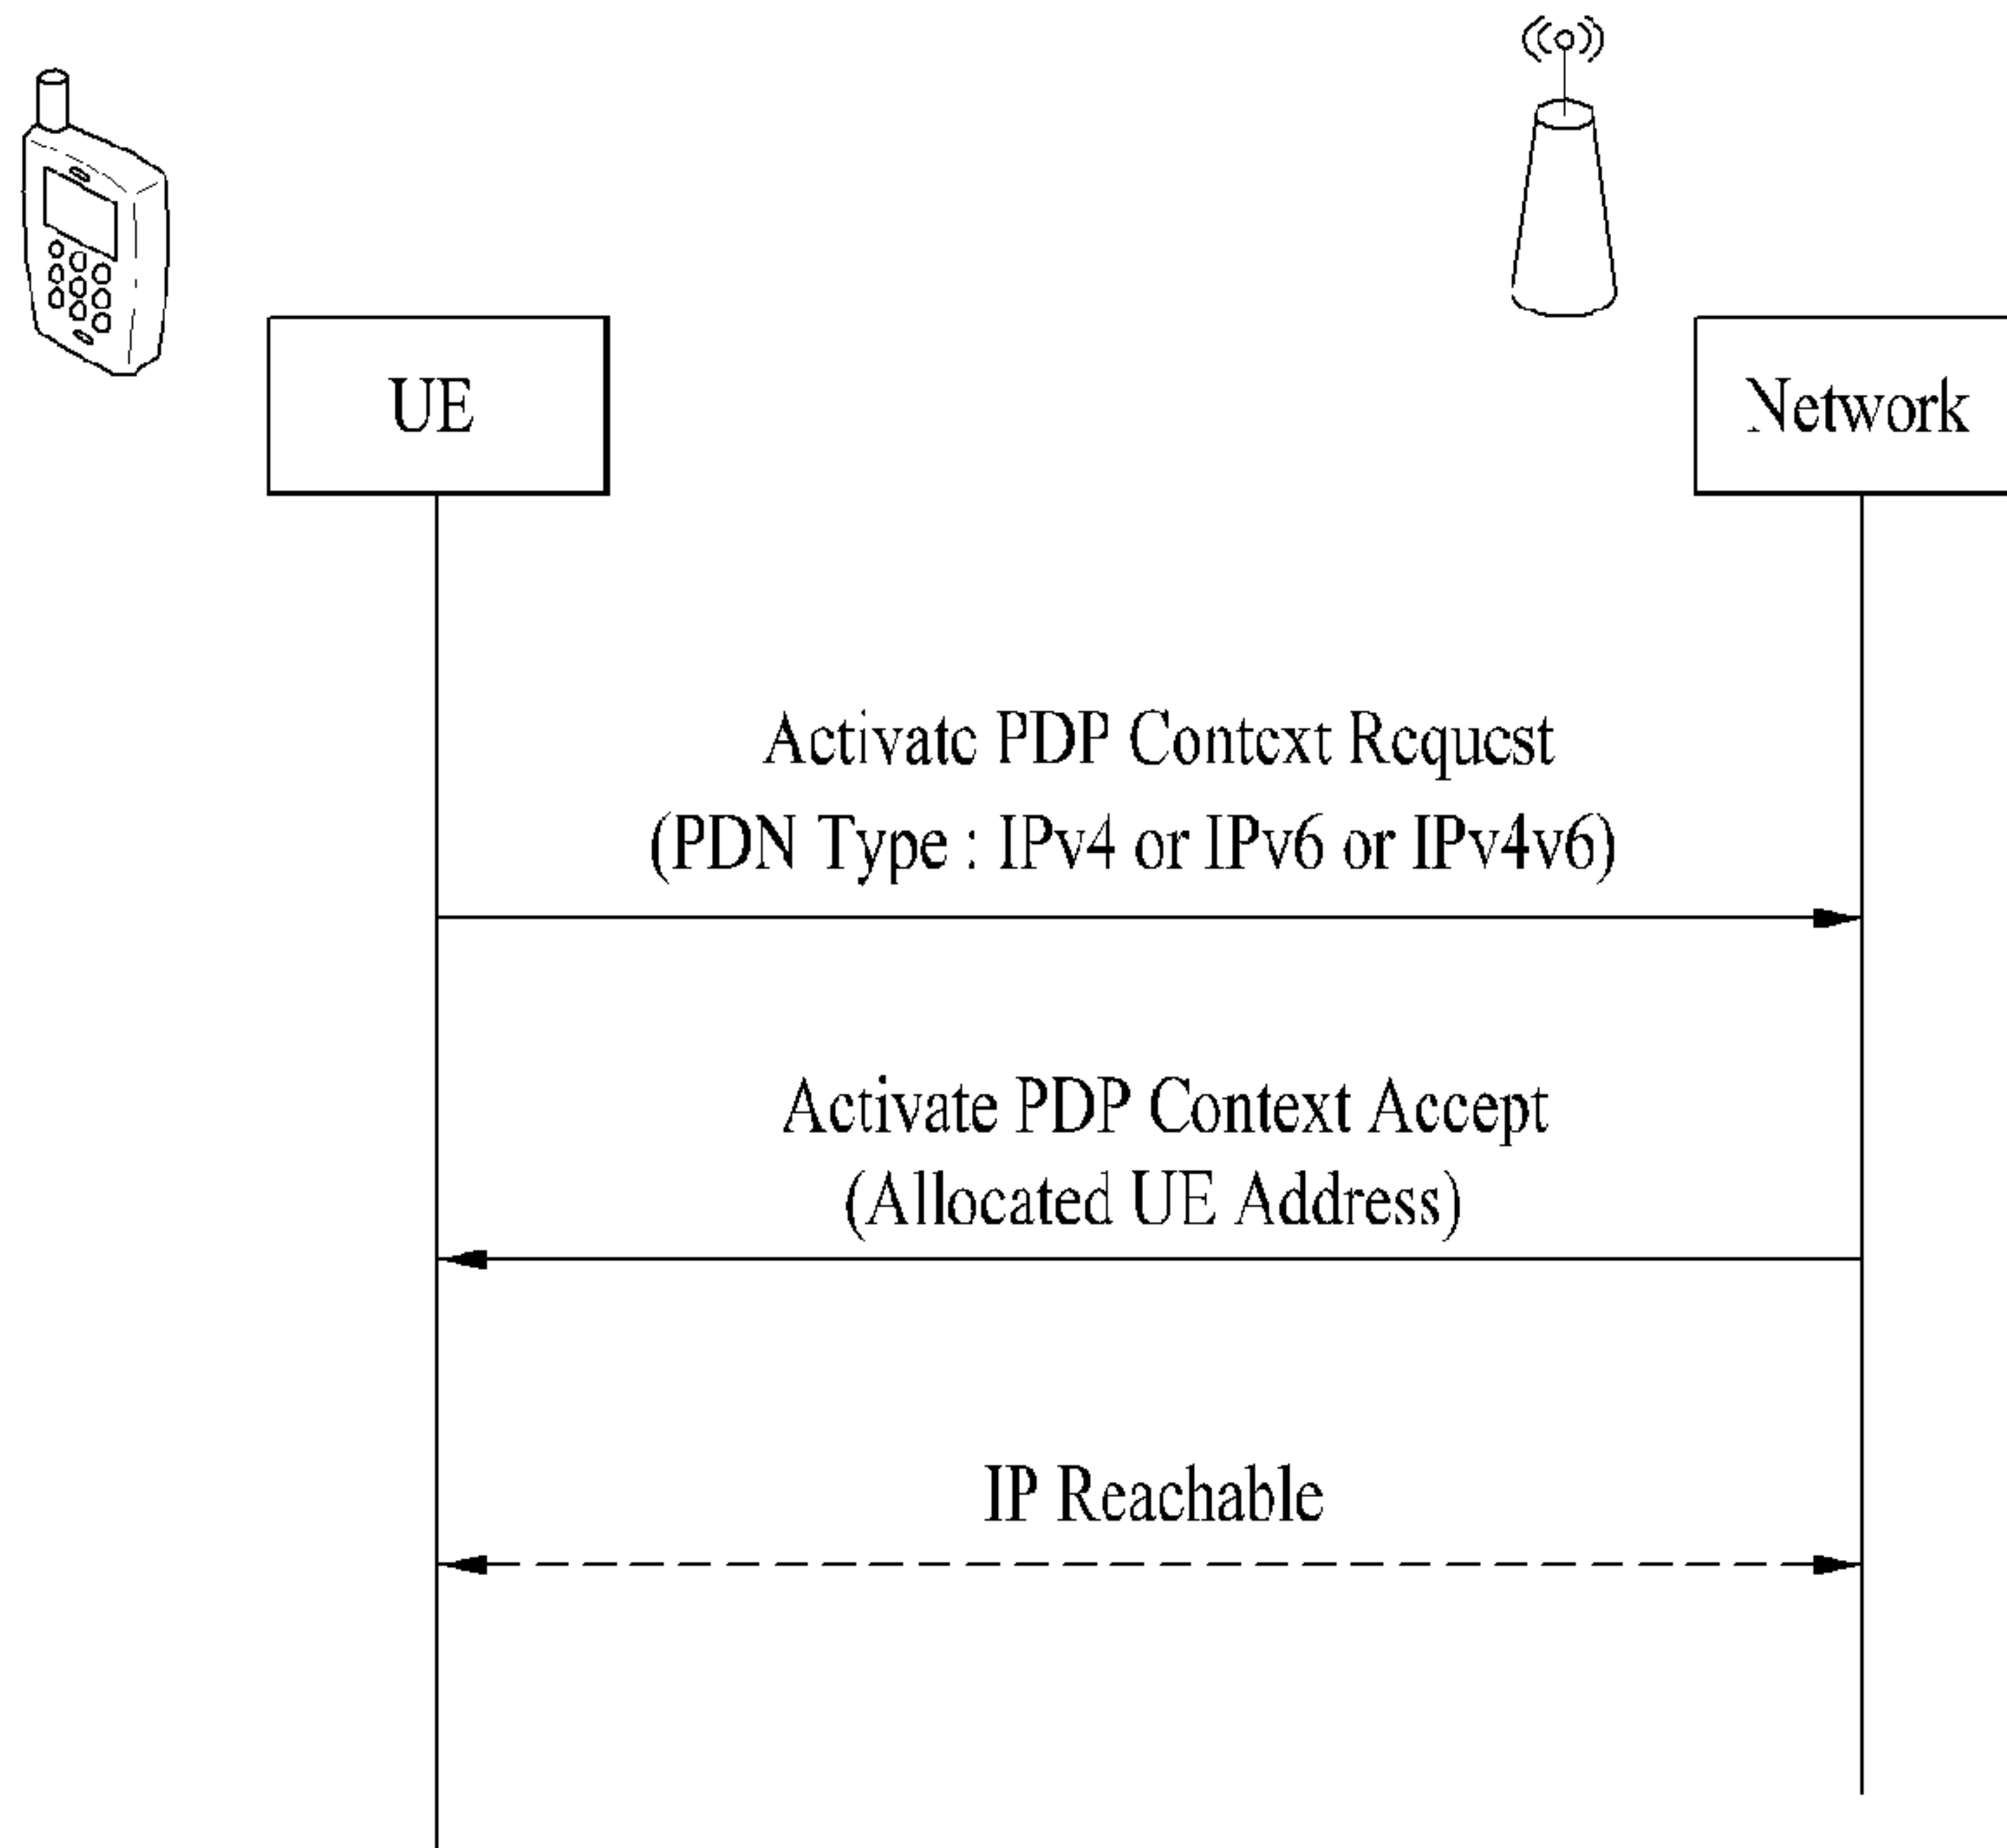 UE
Network
Activate PDP Context Request
(PDN Type : IPv4 or IPv6 or IPv4v6)
Activate PDP Context Accept
(Allocated UE Address)
IP Reachable